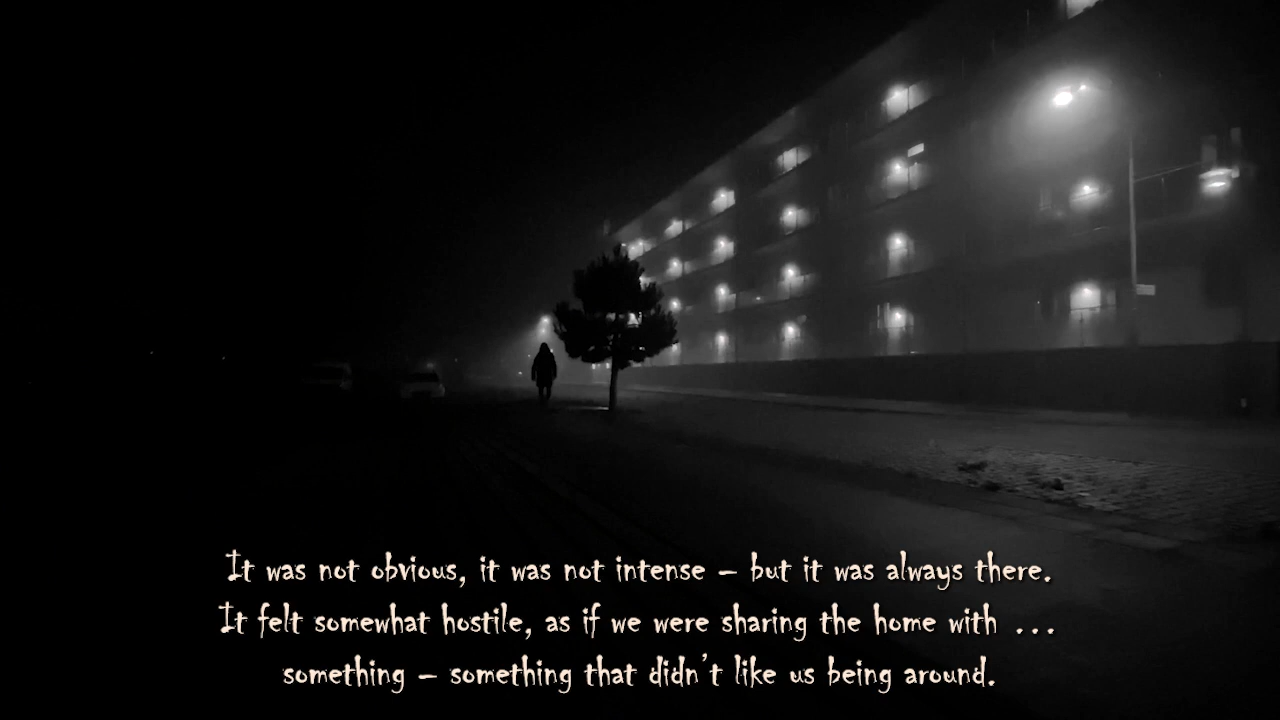 It was not obvious, it was not intense – but it was always there.
It felt somewhat hostile, as if we were sharing the home with ...
something – something that didn't like us being around.